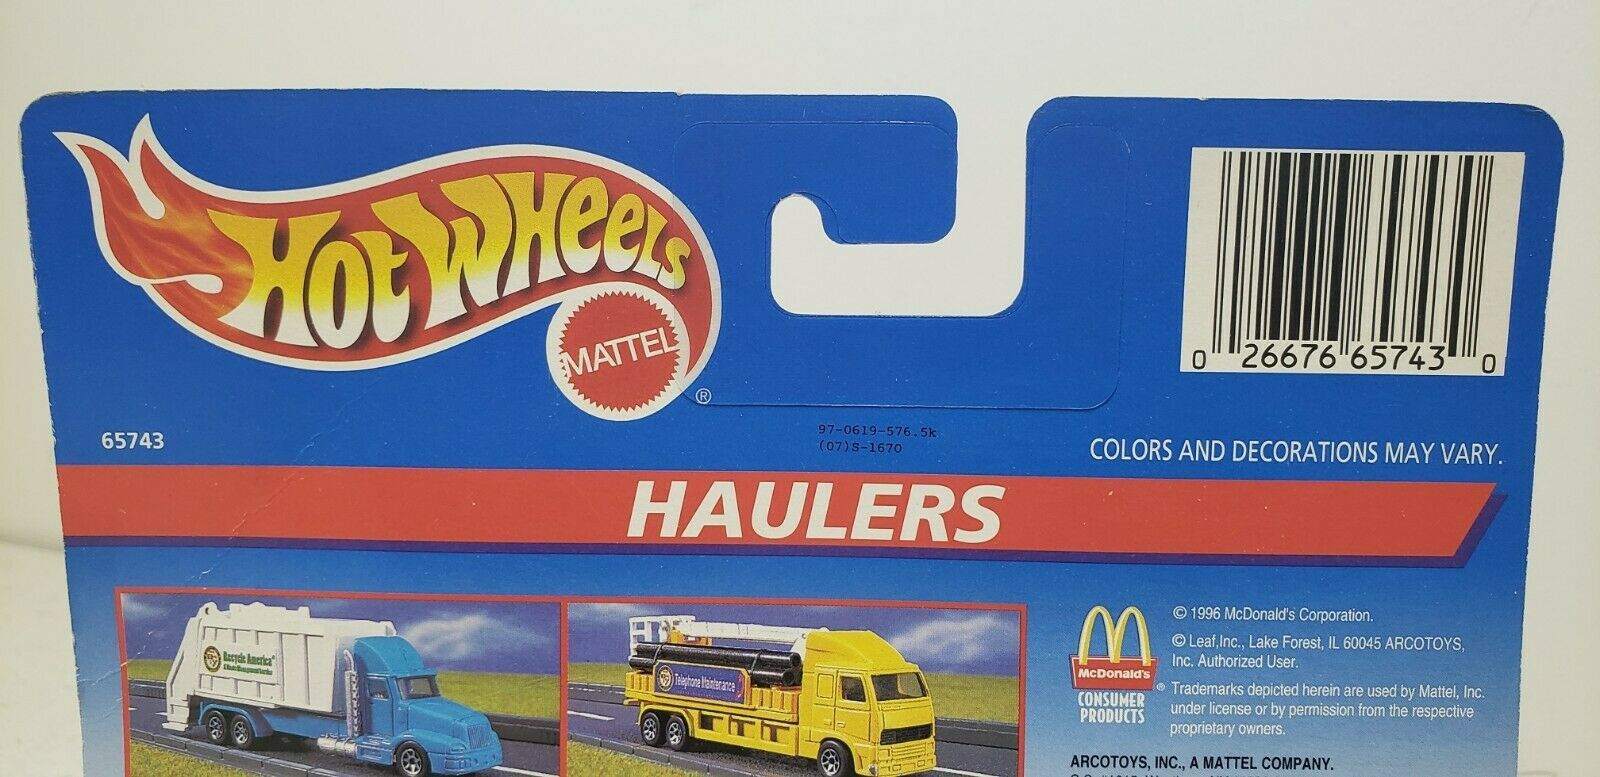 HOT WHEELS
MATTEL
®
0 26676 65743 0
65743
97-0619-576.5k
(07)S-1670
COLORS AND DECORATIONS MAY VARY.
HAULERS
Recycle America®
Telephone Maintenance
McDonald's
®
CONSUMER
PRODUCTS
© 1996 McDonald's Corporation.
© Leaf, Inc., Lake Forest, IL 60045 ARCOTOYS,
Inc. Authorized User.
Trademarks depicted herein are used by Mattel, Inc.
under license or by permission from the respective
proprietary owners.
ARCOTOYS, INC., A MATTEL COMPANY.